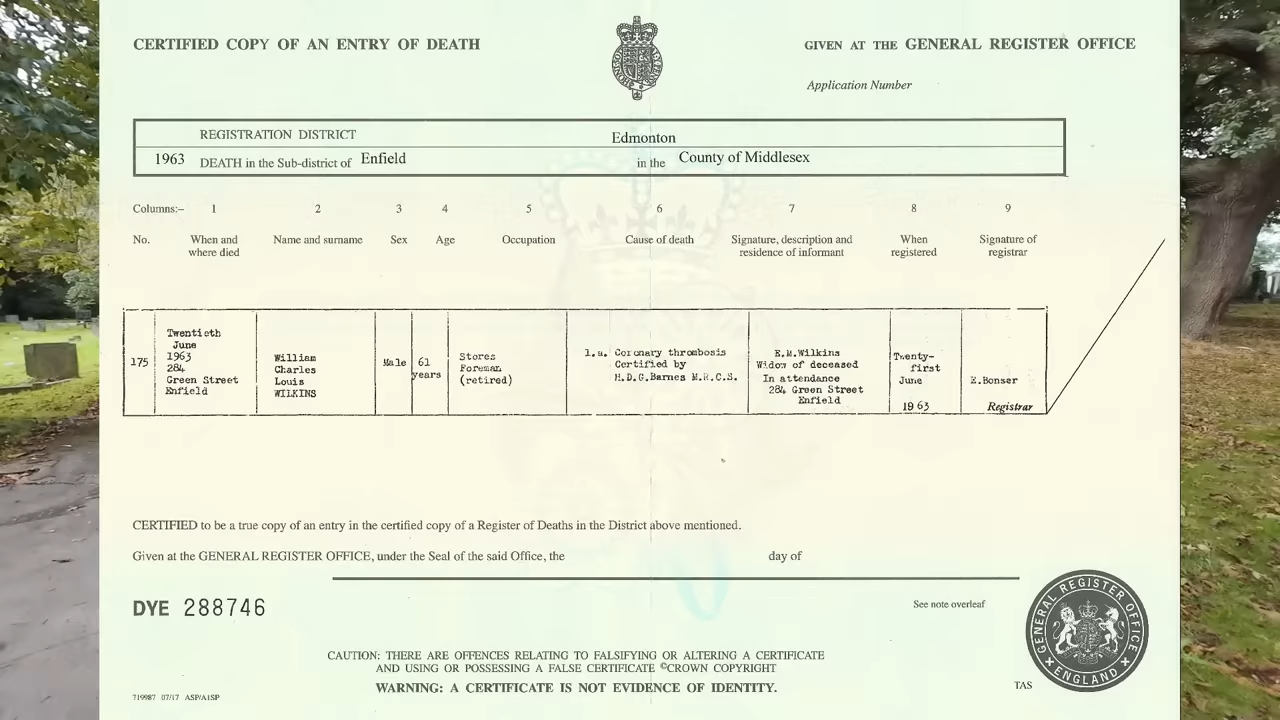 CERTIFIED COPY OF AN ENTRY OF DEATH
GIVEN AT THE GENERAL REGISTER OFFICE
Application Number
REGISTRATION DISTRICT Edmonton
1963 DEATH in the Sub-district of Enfield in the County of Middlesex
Columns:– 1 2 3 4 5 6 7 8 9
No.
When and
where died
Name and surname
Sex
Age
Occupation
Cause of death
Signature, description and
residence of informant
When
registered
Signature of
registrar
175
Twentieth
June
1963
284
Green Street
Enfield
William
Charles
Louis
WILKINS
Male
61
years
Stores
Foreman
(retired)
1.a. Coronary thrombosis
Certified by
H.D.G.Barnes M.R.C.S.
E.M.Wilkins
Widow of deceased
In attendance
284 Green Street
Enfield
Twenty-
first
June
1963
E.Bonser
Registrar
CERTIFIED to be a true copy of an entry in the certified copy of a Register of Deaths in the District above mentioned.
Given at the GENERAL REGISTER OFFICE, under the Seal of the said Office, the day of
DYE 288746
See note overleaf
GENERAL REGISTER OFFICE
ENGLAND
CAUTION: THERE ARE OFFENCES RELATING TO FALSIFYING OR ALTERING A CERTIFICATE
AND USING OR POSSESSING A FALSE CERTIFICATE ©CROWN COPYRIGHT
WARNING: A CERTIFICATE IS NOT EVIDENCE OF IDENTITY.
719987 07/17 ASP/A1SP
TAS